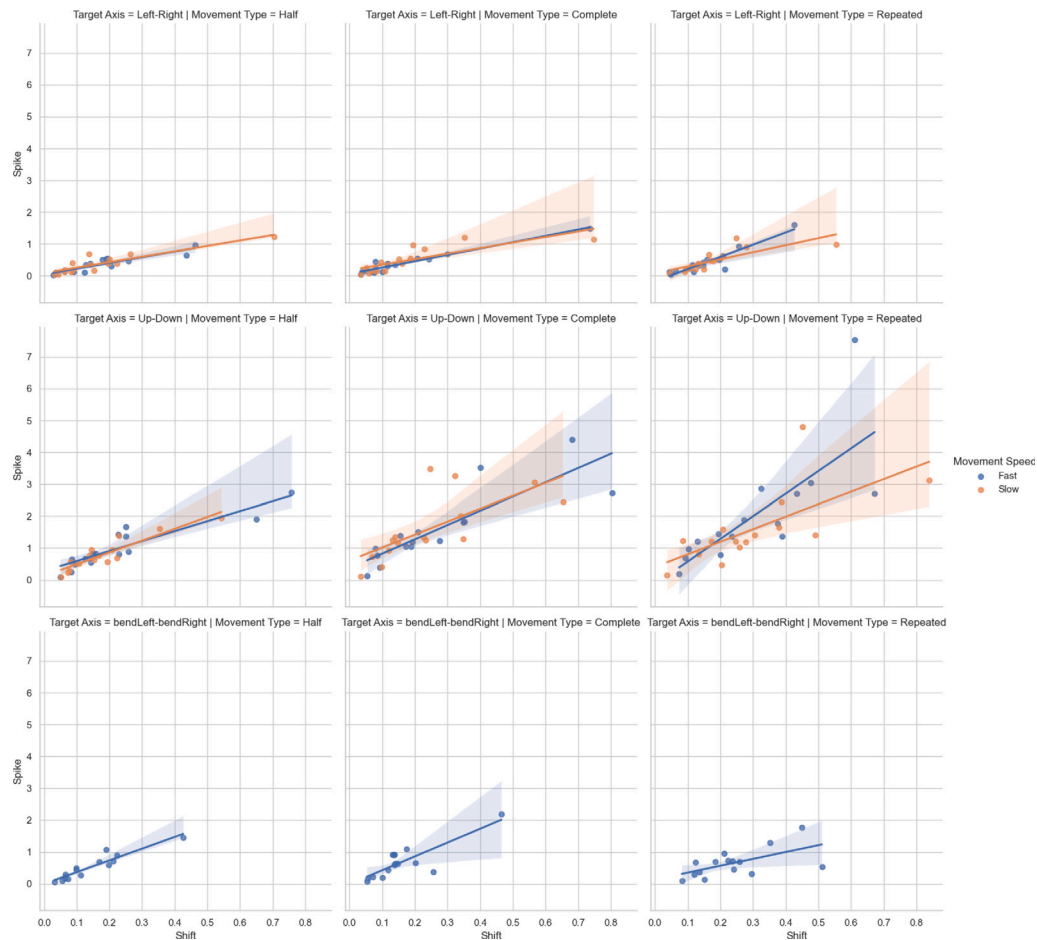 Target Axis = Left-Right | Movement Type = Half
Target Axis = Left-Right | Movement Type = Complete
Target Axis = Left-Right | Movement Type = Repeated
7
6
5
4
3
2
1
0
Spike
Target Axis = Up-Down | Movement Type = Half
Target Axis = Up-Down | Movement Type = Complete
Target Axis = Up-Down | Movement Type = Repeated
7
6
5
4
3
2
1
0
Spike
Movement Speed
Fast
Slow
Target Axis = bendLeft-bendRight | Movement Type = Half
Target Axis = bendLeft-bendRight | Movement Type = Complete
Target Axis = bendLeft-bendRight | Movement Type = Repeated
7
6
5
4
3
2
1
0
Spike
0.0 0.1 0.2 0.3 0.4 0.5 0.6 0.7 0.8
0.0 0.1 0.2 0.3 0.4 0.5 0.6 0.7 0.8
0.0 0.1 0.2 0.3 0.4 0.5 0.6 0.7 0.8
Shift
Shift
Shift